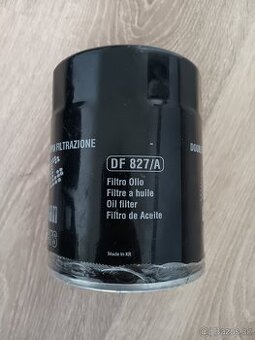 FILTRAZIONE
DF 827/A
Filtro Olio
Filtre a huile
Oil filter
Filtro de Aceite
Made in KR